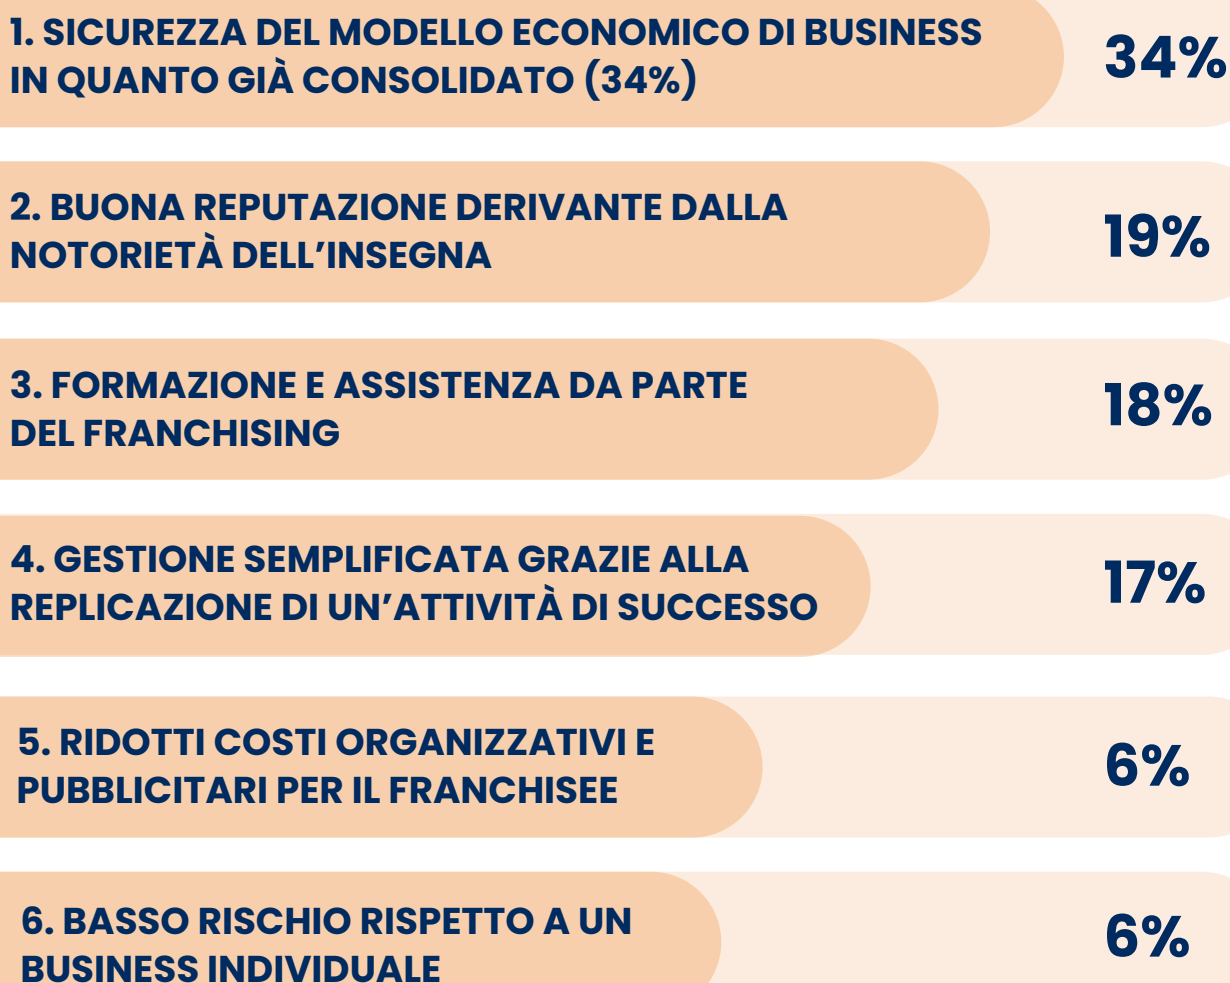 1. SICUREZZA DEL MODELLO ECONOMICO DI BUSINESS
IN QUANTO GIÀ CONSOLIDATO (34%)
34%
2. BUONA REPUTAZIONE DERIVANTE DALLA
NOTORIETÀ DELL’INSEGNA
19%
3. FORMAZIONE E ASSISTENZA DA PARTE
DEL FRANCHISING
18%
4. GESTIONE SEMPLIFICATA GRAZIE ALLA
REPLICAZIONE DI UN’ATTIVITÀ DI SUCCESSO
17%
5. RIDOTTI COSTI ORGANIZZATIVI E
PUBBLICITARI PER IL FRANCHISEE
6%
6. BASSO RISCHIO RISPETTO A UN
BUSINESS INDIVIDUALE
6%